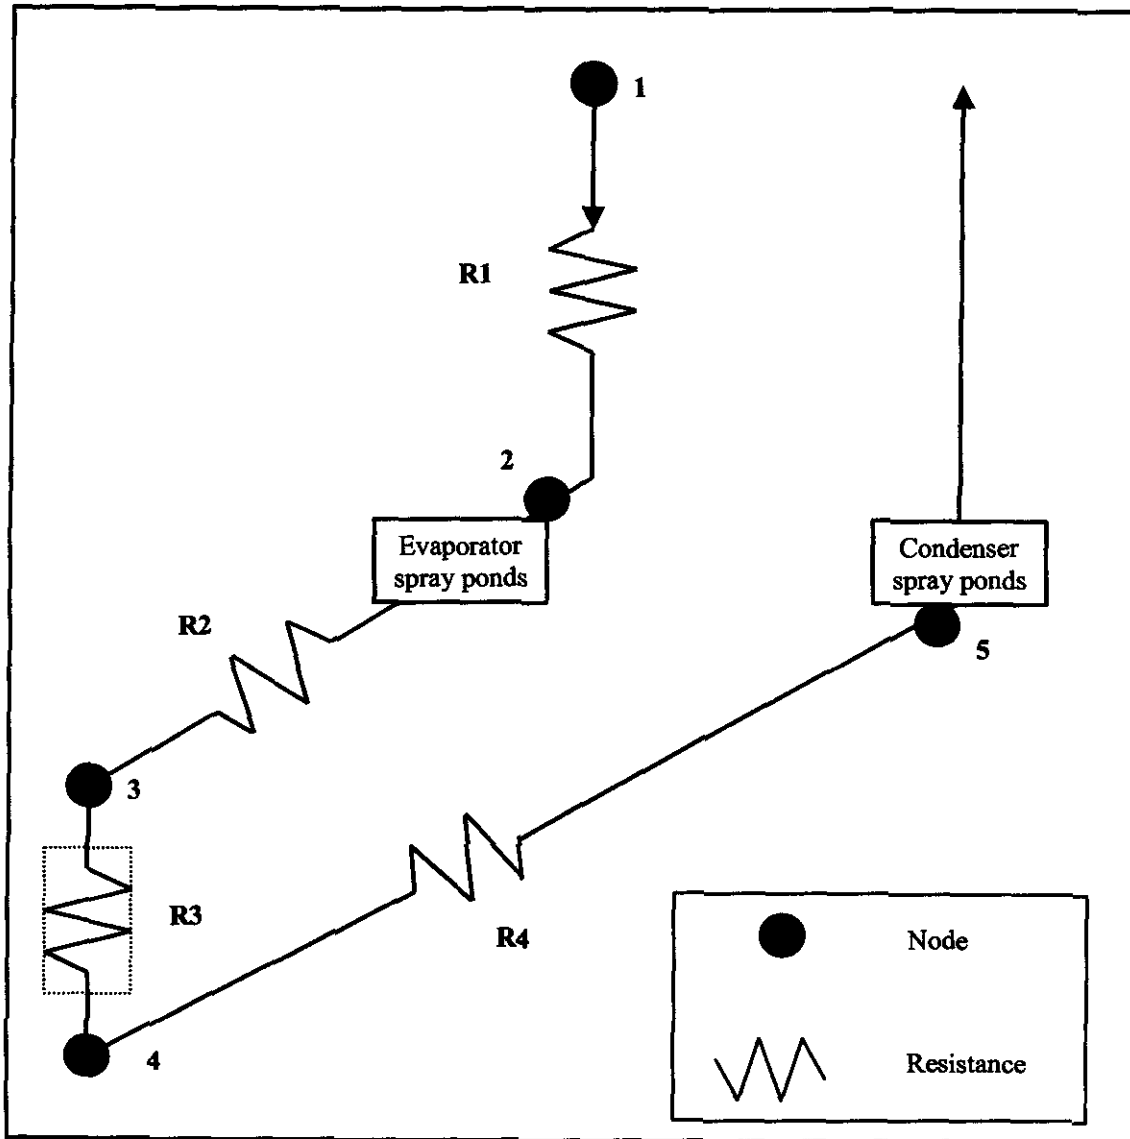 1
R1
2
Evaporator
spray ponds
Condenser
spray ponds
R2
5
3
R3
R4
Node
4
Resistance